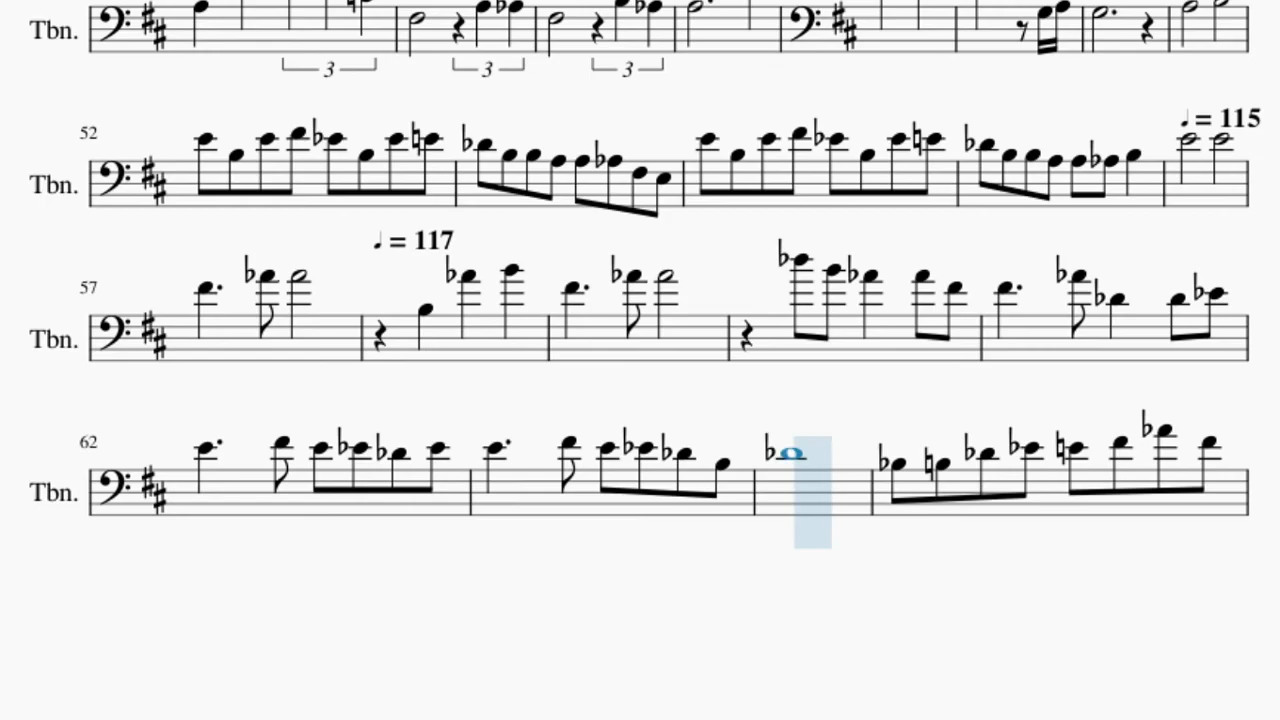 Tbn.
3 3 3
52
Tbn.
♩ = 115
♩ = 117
57
Tbn.
62
Tbn.